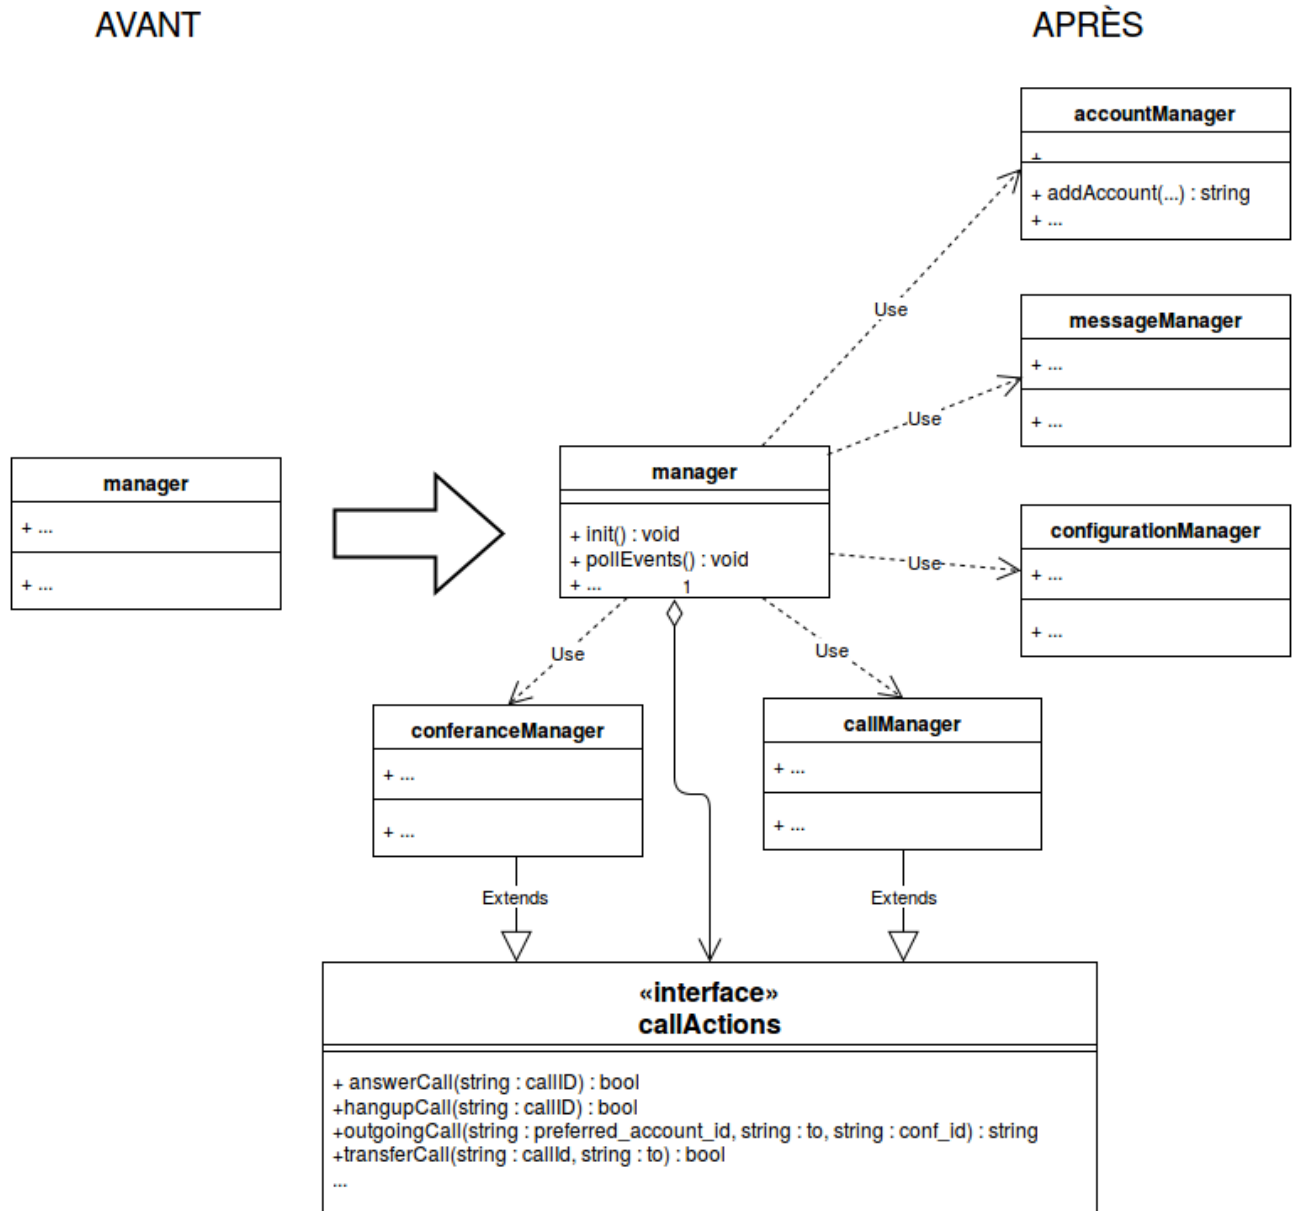 AVANT
APRÈS
accountManager
+
+ addAccount(...) : string
+ ...
Use
messageManager
+ ...
+ ...
Use
manager
+ ...
+ ...
manager
+ init() : void
+ pollEvents() : void
+ ...
1
configurationManager
+ ...
+ ...
Use
Use
Use
conferanceManager
+ ...
+ ...
callManager
+ ...
+ ...
Extends
Extends
«interface»
callActions
+ answerCall(string : callID) : bool
+hangupCall(string : callID) : bool
+outgoingCall(string : preferred_account_id, string : to, string : conf_id) : string
+transferCall(string : callId, string : to) : bool
...